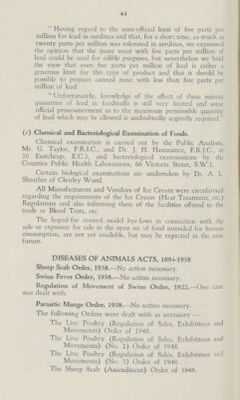 44
" Having regard to the semi-official limit of five parts per
million for lead in sardines and that, for a short time, as much as
twenty parts per million was tolerated in sardines, we expressed
the opinion that the inner meat with five parts per million of
lead could be used for edible purposes, but nevertheless we held
the view that even five parts per million of lead is rather a
generous limit for this type of product and that it should be
possible to prepare canned meat with less than five parts per
million of lead.
" Unfortunately, knowledge of the effect of these minute
quantities of lead in foodstuffs is still very limited and some
official pronouncement as to the maximum permissible quantity
of lead which may be allowed is undoubtedly urgently required."
(c) Chemical and Bacteriological Examination of Foods.
Chemical examination is carried out by the Public Analysts,
Mr. G. Taylor, F.R.I.C., and Dr. J. H. Hamence, F.R.I.C., at
20 Eastcheap, E.C.3, and bacteriological examinations by the
Counties Public Health Laboratories, 66 Victoria Street, S.W.1.
Certain biological examinations are undertaken by Dr. A. L.
Sheather of Chorley Wood.
All Manufacturers and Vendors of Ice Cream were circularised
regarding the requirements of the Ice Cream (Heat Treatment, etc.)
Regulations and also informing them of the facilities offered to the
trade re Blood Tests, etc.
The hoped-for revised model bye-laws in connection with the
sale or exposure for sale in the open air of food intended for human
consumption, are not yet available, but may be expected in the near
future.
DISEASES OF ANIMALS ACTS, 1894-1938
Sheep Scab Order, 1938.—No action necessary.
Swine Fever Order, 1938.—No action necessary.
Regulation of Movement of Swine Order, 1922.—One case
was dealt with.
Parasitic Mange Order, 1938.—No action necessary.
The following Orders were dealt with as necessary :—
The Live Poultry (Regulation of Sales, Exhibitions and
Movements) Order of 1948.
The Live Poultry (Regulation of Sales, Exhibitions and
Movements) (No. 2) Order of 1948.
The Live Poultry (Regulation of Sales, Exhibitions and
Movements) (No. 3) Order of 1948.
The Sheep Scab (Amendment) Order of 1948.